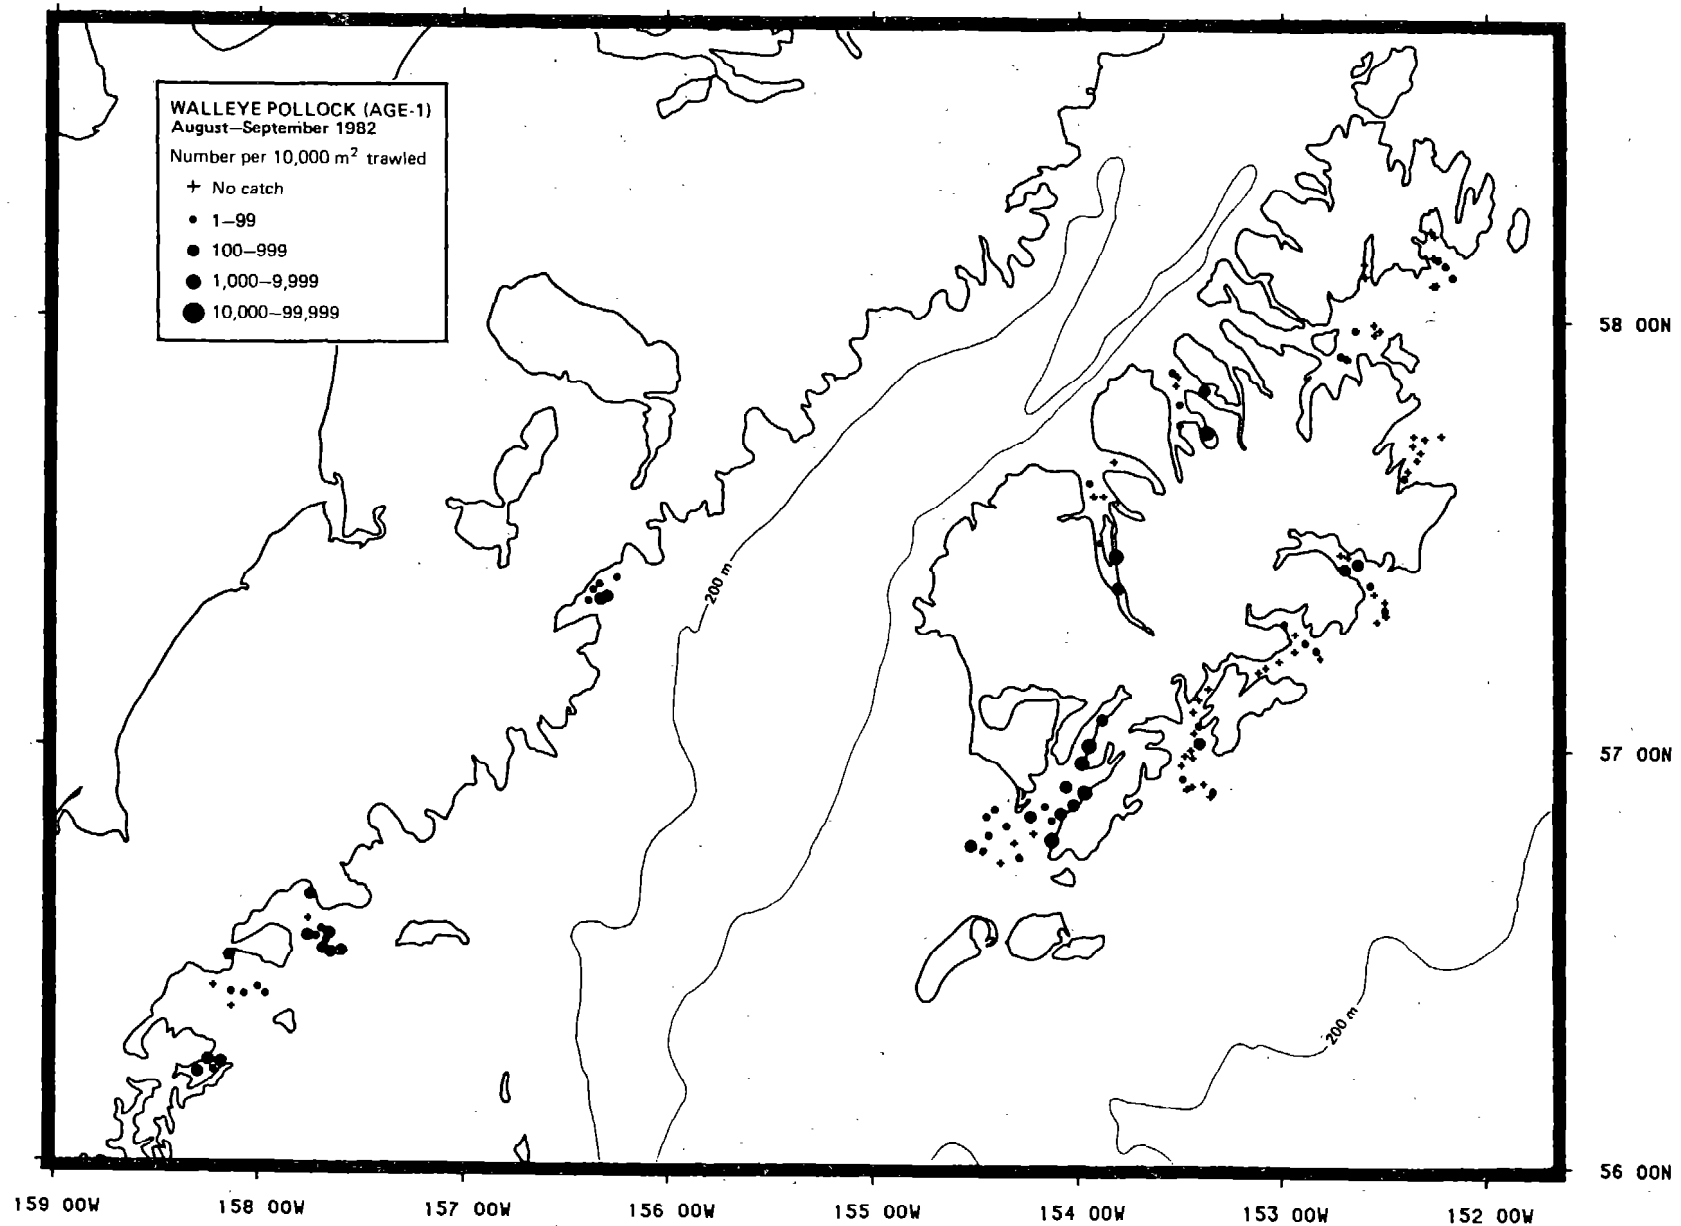 WALLEYE POLLOCK (AGE-1)
August—September 1982
Number per 10,000 m² trawled
+ No catch
1—99
100—999
1,000—9,999
10,000—99,999
58 00N
200 m
57 00N
200 m
56 00N
159 00W 158 00W 157 00W 156 00W 155 00W 154 00W 153 00W 152 00W